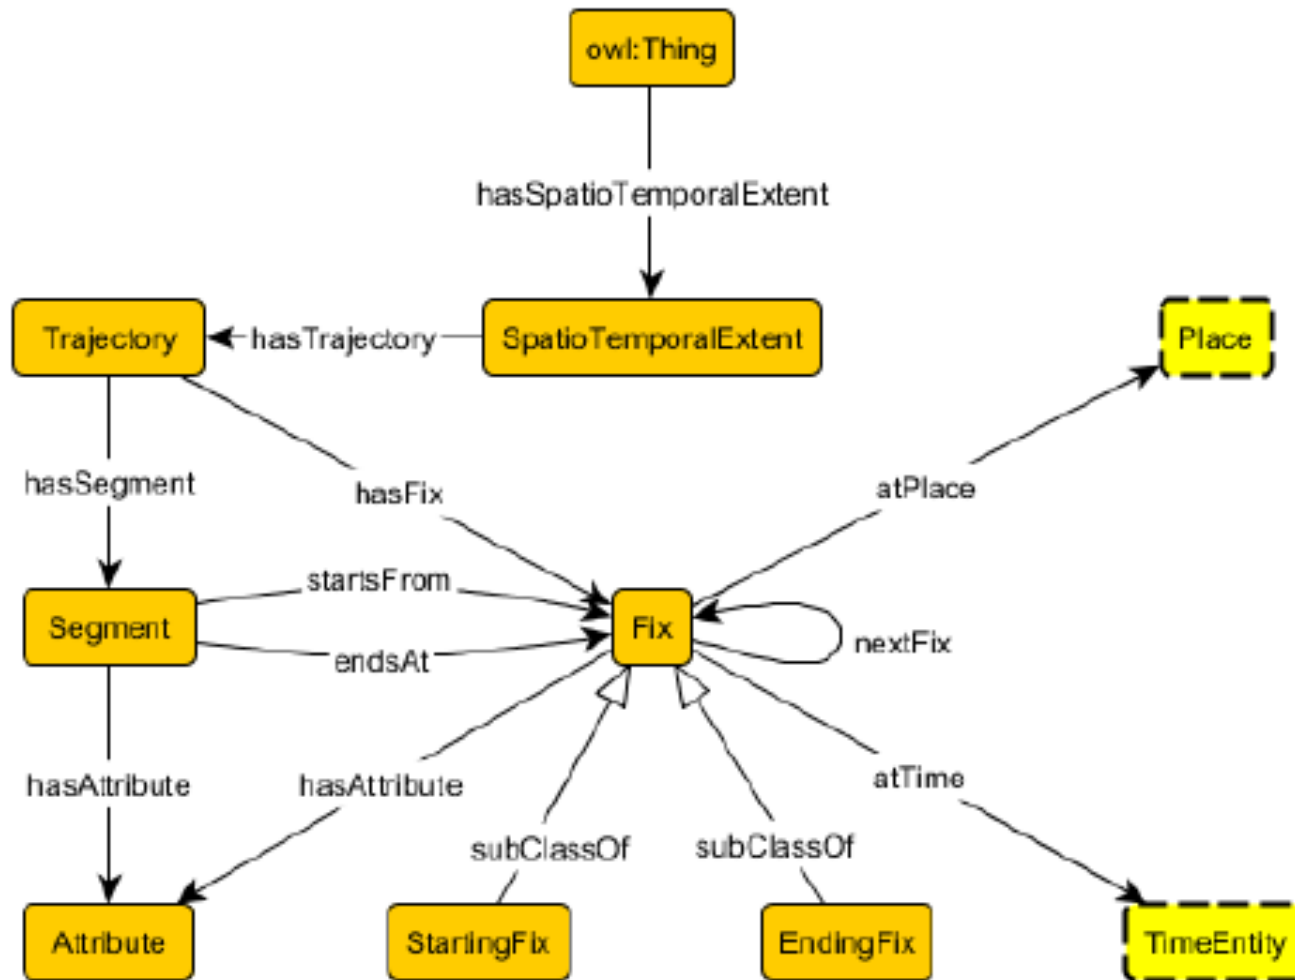 owl:Thing
hasSpatioTemporalExtent
Trajectory
hasTrajectory
SpatioTemporalExtent
Place
hasSegment
hasFix
atPlace
startsFrom
Segment
Fix
nextFix
endsAt
hasAttribute
hasAttribute
atTime
subClassOf
subClassOf
Attribute
StartingFix
EndingFix
TimeEntity